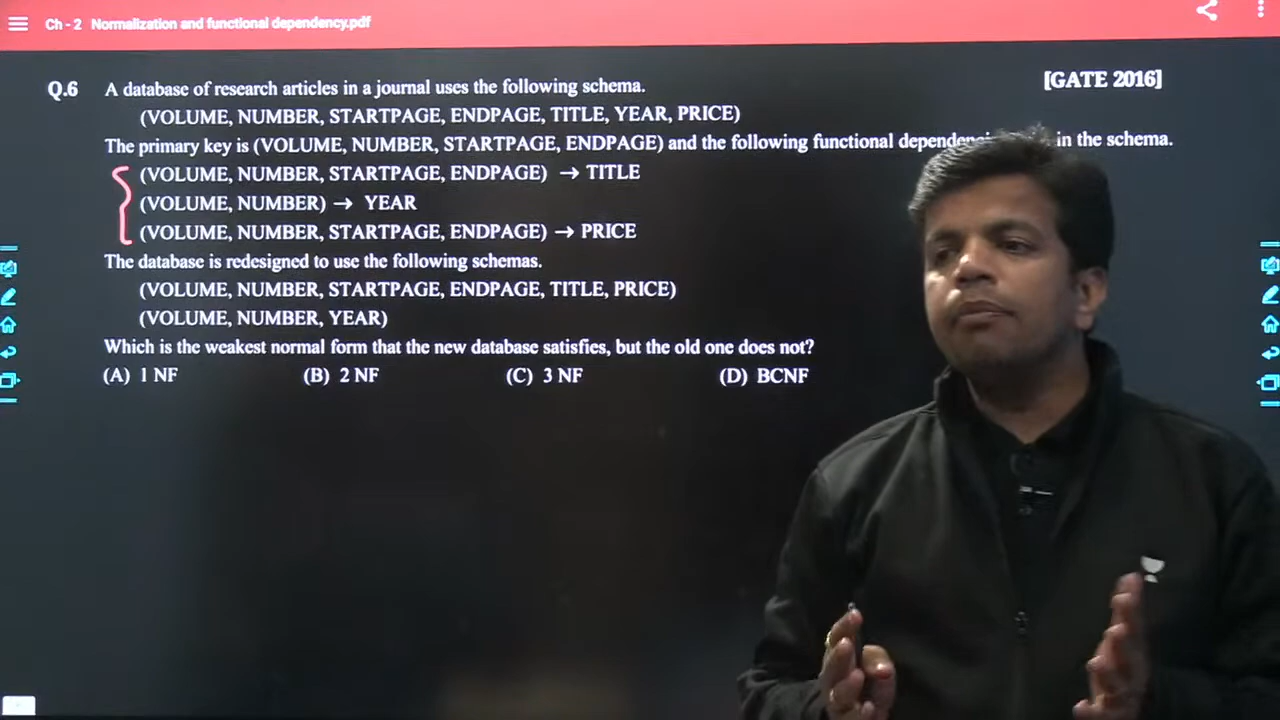 Ch - 2 Normalization and functional dependency.pdf
Q.6 A database of research articles in a journal uses the following schema. [GATE 2016]
(VOLUME, NUMBER, STARTPAGE, ENDPAGE, TITLE, YEAR, PRICE)
The primary key is (VOLUME, NUMBER, STARTPAGE, ENDPAGE) and the following functional in the schema.
(VOLUME, NUMBER, STARTPAGE, ENDPAGE) → TITLE
(VOLUME, NUMBER) → YEAR
(VOLUME, NUMBER, STARTPAGE, ENDPAGE) → PRICE
The database is redesigned to use the following schemas.
(VOLUME, NUMBER, STARTPAGE, ENDPAGE, TITLE, PRICE)
(VOLUME, NUMBER, YEAR)
Which is the weakest normal form that the new database satisfies, but the old one does not?
(A) 1 NF (B) 2 NF (C) 3 NF (D) BCNF